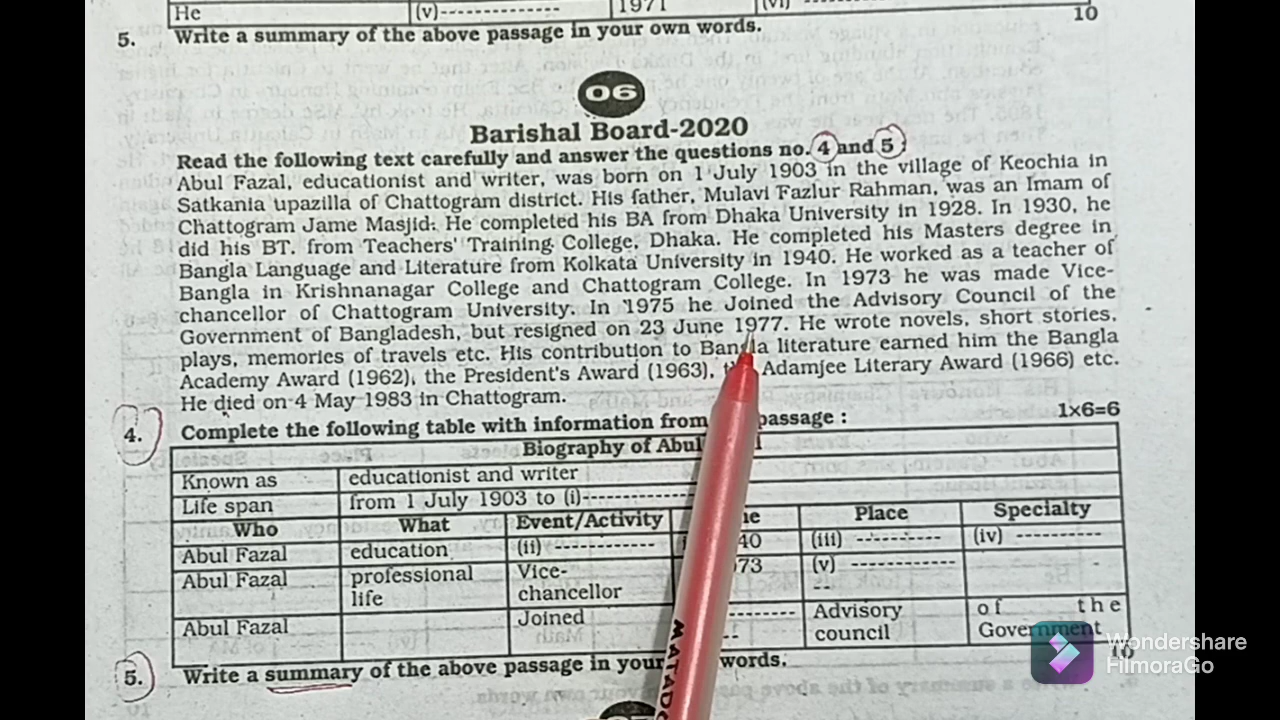 He (v)-------------- 1971 (vi)
5. Write a summary of the above passage in your own words. 10
06
Barishal Board-2020
Read the following text carefully and answer the questions no. 4 and 5 :
Abul Fazal, educationist and writer, was born on 1 July 1903 in the village of Keochia in
Satkania upazilla of Chattogram district. His father, Mulavi Fazlur Rahman, was an Imam of
Chattogram Jame Masjid. He completed his BA from Dhaka University in 1928. In 1930, he
did his BT. from Teachers' Training College, Dhaka. He completed his Masters degree in
Bangla Language and Literature from Kolkata University in 1940. He worked as a teacher of
Bangla in Krishnanagar College and Chattogram College. In 1973 he was made Vice-
chancellor of Chattogram University. In 1975 he Joined the Advisory Council of the
Government of Bangladesh, but resigned on 23 June 1977. He wrote novels, short stories,
plays, memories of travels etc. His contribution to Bangla literature earned him the Bangla
Academy Award (1962), the President's Award (1963), Adamjee Literary Award (1966) etc.
He died on 4 May 1983 in Chattogram.
4. Complete the following table with information from passage : 1x6=6
Biography of Abul
Known as educationist and writer
Life span from 1 July 1903 to (i)--------------
Who What Event/Activity Place Specialty
Abul Fazal education (ii) ------------ 40 (iii) --------- (iv) ---------
Abul Fazal professional life Vice-chancellor 73 (v) ------------ -
Abul Fazal Joined -------- Advisory council of the Government
5. Write a summary of the above passage in your words. 10
Wondershare
FilmoraGo
MATADO